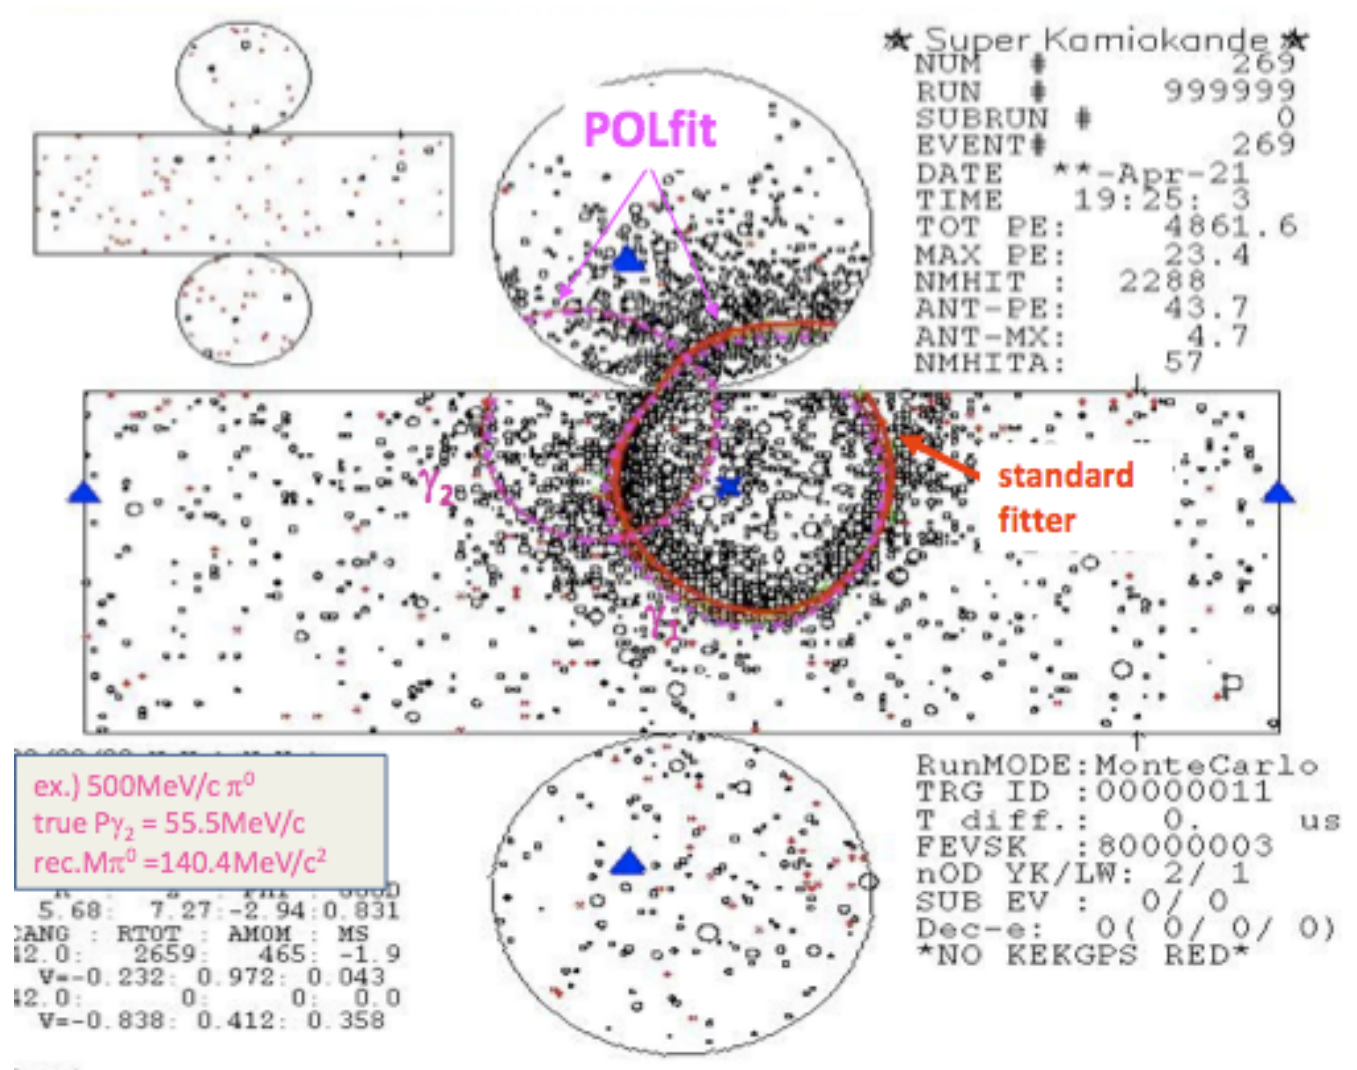 ★ Super Kamiokande ★
NUM # 269
RUN # 999999
SUBRUN # 0
EVENT# 269
DATE **-Apr-21
TIME 19:25: 3
TOT PE: 4861.6
MAX PE: 23.4
NMHIT : 2288
ANT-PE: 43.7
ANT-MX: 4.7
NMHITA: 57
POLfit
γ2
γ1
standard
fitter
ex.) 500MeV/c π⁰
true Pγ₂ = 55.5MeV/c
rec.Mπ⁰ =140.4MeV/c²
5.68: 7.27:-2.94:0.831
CANG : RTOT : AMOM : MS
42.0: 2659: 465: -1.9
V=-0.232: 0.972: 0.043
42.0: 0: 0: 0.0
V=-0.838: 0.412: 0.358
RunMODE:MonteCarlo
TRG ID :00000011
T diff.: 0. us
FEVSK :80000003
nOD YK/LW: 2/ 1
SUB EV : 0/ 0
Dec-e: 0( 0/ 0/ 0)
*NO KEKGPS RED*